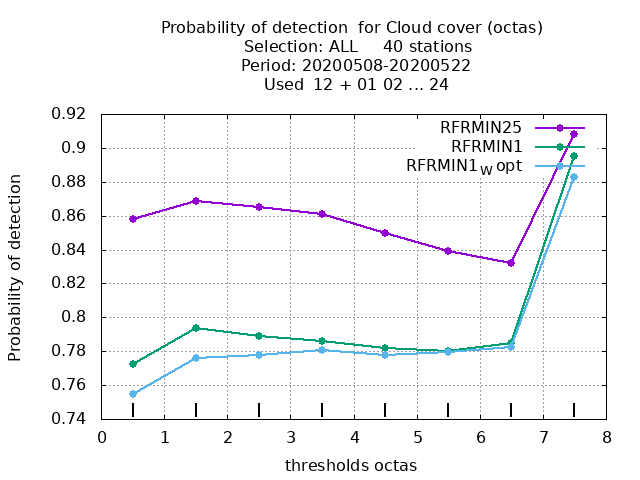 Probability of detection  for Cloud cover (octas)
Selection: ALL     40 stations
Period: 20200508-20200522
Used  12 + 01 02 ... 24
Probability of detection
0.92
0.9
0.88
0.86
0.84
0.82
0.8
0.78
0.76
0.74
RFRMIN25
RFRMIN1
RFRMIN1W opt
0 1 2 3 4 5 6 7 8
thresholds octas